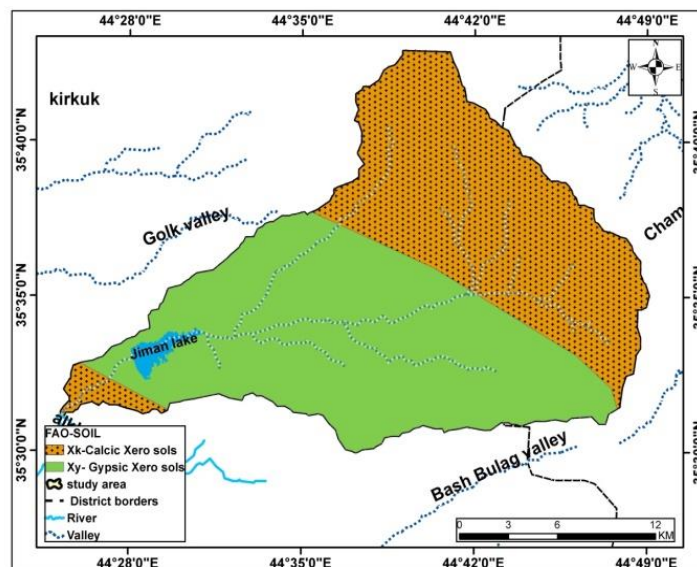 44°28'0"E 44°35'0"E 44°42'0"E 44°49'0"E
N
W E
S
kirkuk
35°40'0"N
Golk valley
Cham
35°35'0"N
Jiman lake
FAO-SOIL
Xk-Calcic Xero sols
Xy- Gypsic Xero sols
study area
District borders
River
Valley
35°30'0"N
Bash Bulag valley
0 3 6 12
KM
44°28'0"E 44°35'0"E 44°42'0"E 44°49'0"E